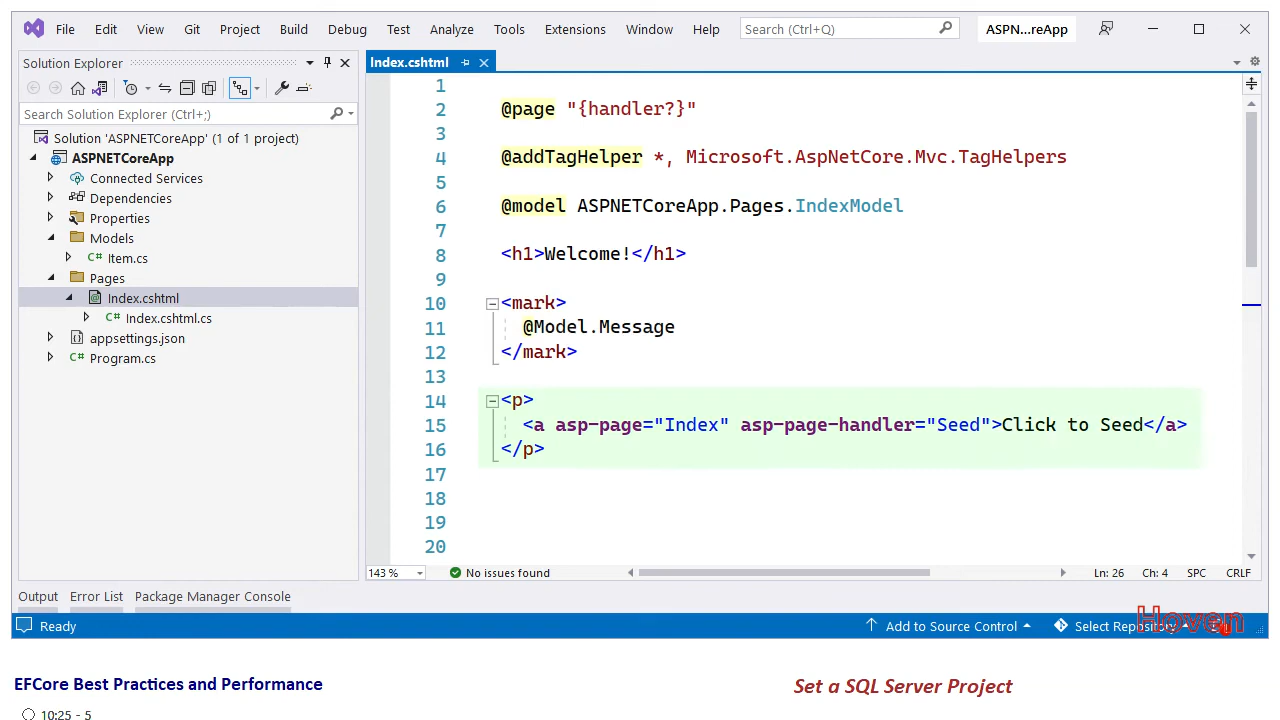 File Edit View Git Project Build Debug Test Analyze Tools Extensions Window Help Search (Ctrl+Q) ASPN...reApp
Solution Explorer
Search Solution Explorer (Ctrl+;)
Solution 'ASPNETCoreApp' (1 of 1 project)
ASPNETCoreApp
Connected Services
Dependencies
Properties
Models
C# Item.cs
Pages
Index.cshtml
C# Index.cshtml.cs
appsettings.json
C# Program.cs
Index.cshtml
1
2 @page "{handler?}"
3
4 @addTagHelper *, Microsoft.AspNetCore.Mvc.TagHelpers
5
6 @model ASPNETCoreApp.Pages.IndexModel
7
8 <h1>Welcome!</h1>
9
10 <mark>
11 @Model.Message
12 </mark>
13
14 <p>
15 <a asp-page="Index" asp-page-handler="Seed">Click to Seed</a>
16 </p>
17
18
19
20
143 % No issues found Ln: 26 Ch: 4 SPC CRLF
Output Error List Package Manager Console
Ready Add to Source Control Select Repository
Hoven
EFCore Best Practices and Performance
Set a SQL Server Project
10:25 - 5